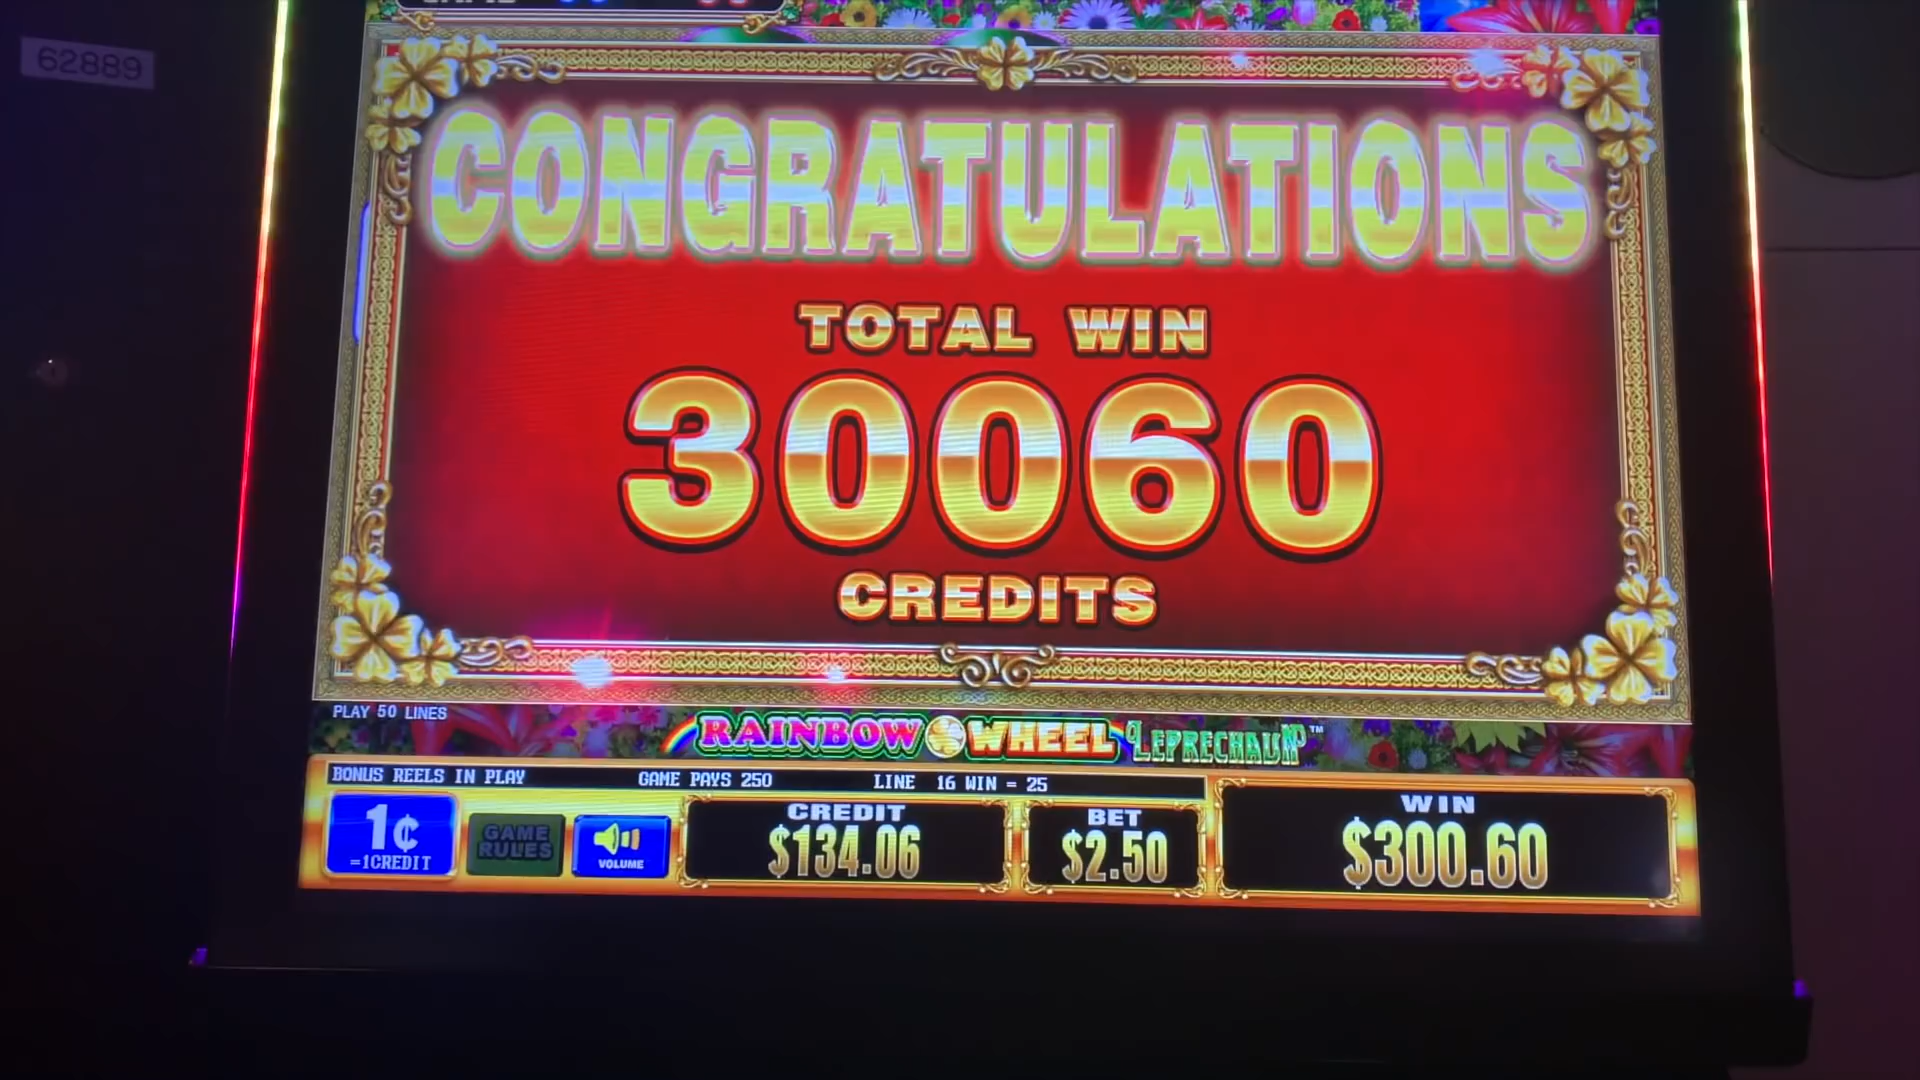 62889
CONGRATULATIONS
TOTAL WIN
30060
CREDITS
PLAY 50 LINES
RAINBOW WHEEL LEPRECHAUN™
BONUS REELS IN PLAY GAME PAYS 250 LINE 16 WIN = 25
1¢
=1CREDIT
GAME
RULES
VOLUME
CREDIT
$134.06
BET
$2.50
WIN
$300.60